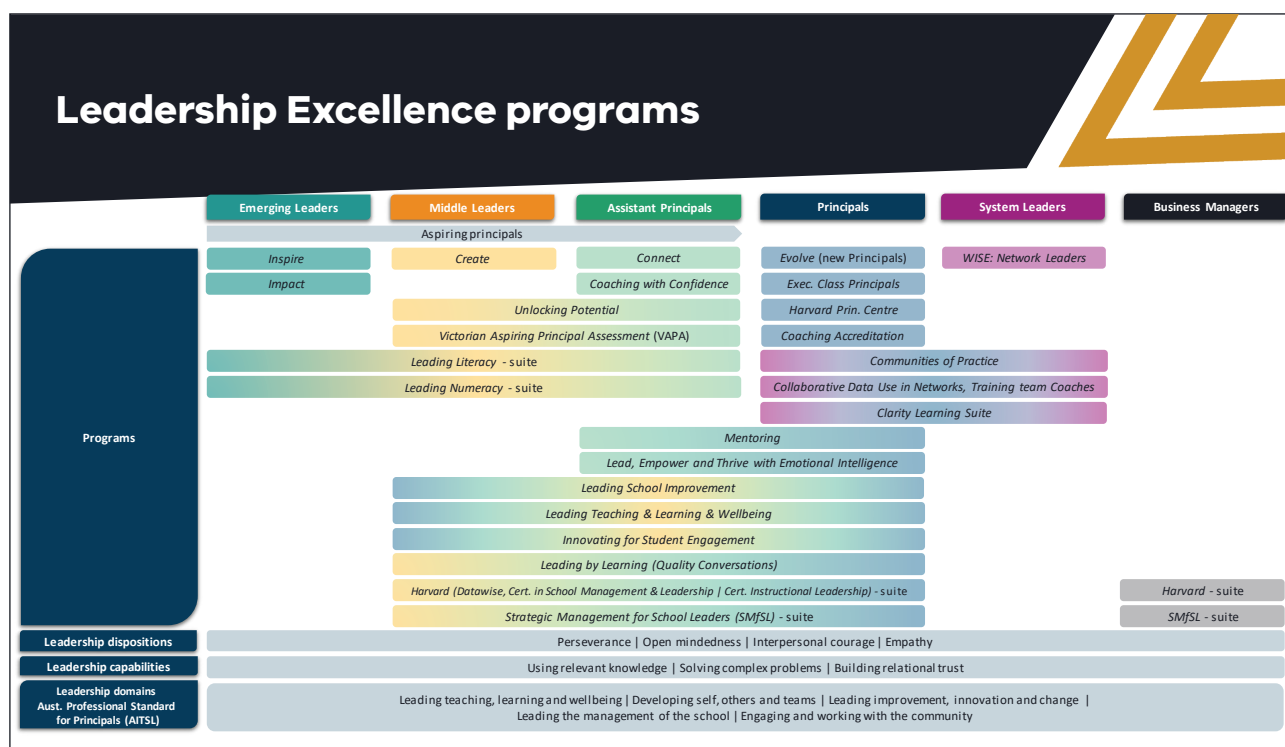 Leadership Excellence programs
Emerging Leaders
Middle Leaders
Assistant Principals
Principals
System Leaders
Business Managers
Aspiring principals
Programs
Inspire
Create
Connect
Evolve (new Principals)
WISE: Network Leaders
Impact
Coaching with Confidence
Exec. Class Principals
Unlocking Potential
Harvard Prin. Centre
Victorian Aspiring Principal Assessment (VAPA)
Coaching Accreditation
Leading Literacy - suite
Communities of Practice
Leading Numeracy - suite
Collaborative Data Use in Networks, Training team Coaches
Clarity Learning Suite
Mentoring
Lead, Empower and Thrive with Emotional Intelligence
Leading School Improvement
Leading Teaching & Learning & Wellbeing
Innovating for Student Engagement
Leading by Learning (Quality Conversations)
Harvard (Datawise, Cert. in School Management & Leadership | Cert. Instructional Leadership) - suite
Harvard - suite
Strategic Management for School Leaders (SMfSL) - suite
SMfSL - suite
Leadership dispositions
Perseverance | Open mindedness | Interpersonal courage | Empathy
Leadership capabilities
Using relevant knowledge | Solving complex problems | Building relational trust
Leadership domains
Aust. Professional Standard
for Principals (AITSL)
Leading teaching, learning and wellbeing | Developing self, others and teams | Leading improvement, innovation and change |
Leading the management of the school | Engaging and working with the community